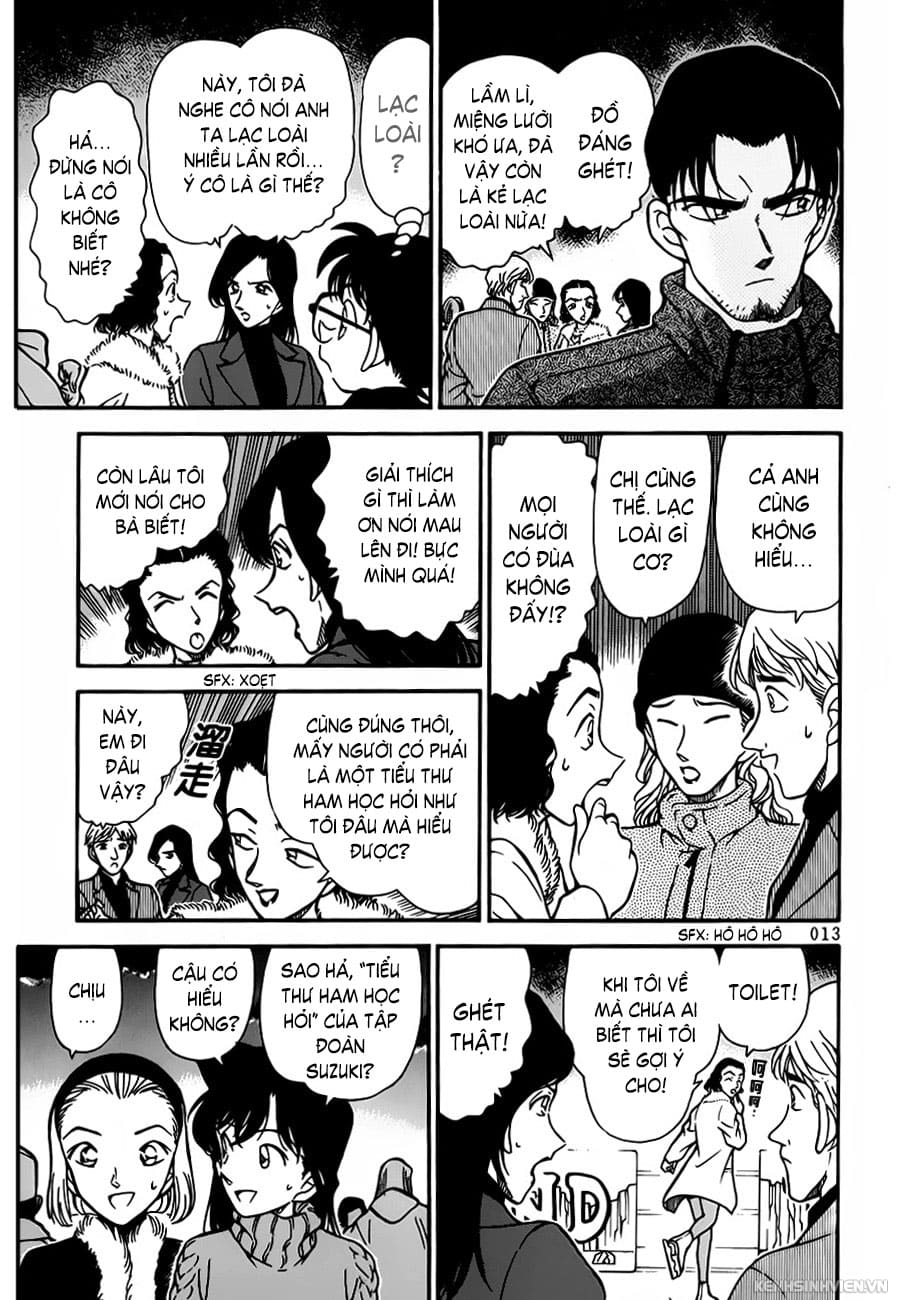 ĐỒ
ĐÁNG
GHÉT!
LẦM LÌ,
MIỆNG LƯỠI
KHÓ ƯA, ĐÃ
VẬY CÒN
LÀ KẺ LẠC
LOÀI NỮA!
LẠC
LOÀI
?
NÀY, TÔI ĐÃ
NGHE CÔ NÓI ANH
TA LẠC LOÀI
NHIỀU LẦN RỒI...
Ý CÔ LÀ GÌ THẾ?
HẢ...
ĐỪNG NÓI
LÀ CÔ
KHÔNG
BIẾT
NHÉ?
CẢ ANH
CŨNG
KHÔNG
HIỂU...
CHỊ CŨNG
THẾ. LẠC
LOÀI GÌ
CƠ?
MỌI
NGƯỜI
CÓ ĐÙA
KHÔNG
ĐẤY!?
GIẢI THÍCH
GÌ THÌ LÀM
ƠN NÓI MAU
LÊN ĐI! BỰC
MÌNH QUÁ!
CÒN LÂU TÔI
MỚI NÓI CHO
BÀ BIẾT!
SFX: XOẸT
CŨNG ĐÚNG THÔI,
MẤY NGƯỜI CÓ PHẢI
LÀ MỘT TIỂU THƯ
HAM HỌC HỎI NHƯ
TÔI ĐÂU MÀ HIỂU
ĐƯỢC?
溜走
NÀY,
EM ĐI
ĐÂU
VẬY?
SFX: HÔ HÔ HÔ
013
TOILET!
KHI TÔI VỀ
MÀ CHƯA AI
BIẾT THÌ TÔI
SẼ GỢI Ý
CHO!
呵呵呵
ND
GHÉT
THẬT!
SAO HẢ, “TIỂU
THƯ HAM HỌC
HỎI” CỦA TẬP
ĐOÀN
SUZUKI?
CẬU CÓ
HIỂU
KHÔNG?
CHỊU
...
KENHSINHVIEN.VN